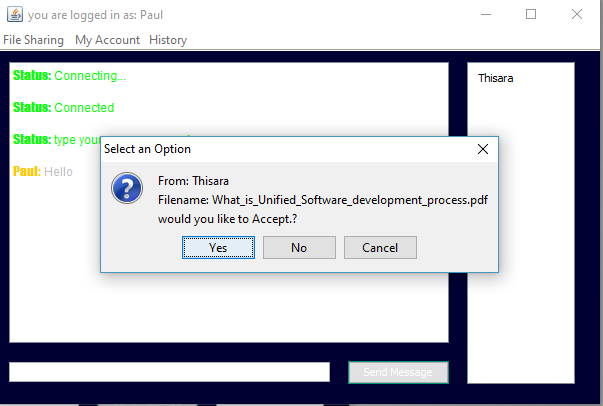 you are logged in as: Paul
File Sharing My Account History
Status: Connecting...
Status: Connected
Status: type your
Paul: Hello
Thisara
Select an Option
From: Thisara
Filename: What_is_Unified_Software_development_process.pdf
would you like to Accept.?
Yes No Cancel
Send Message